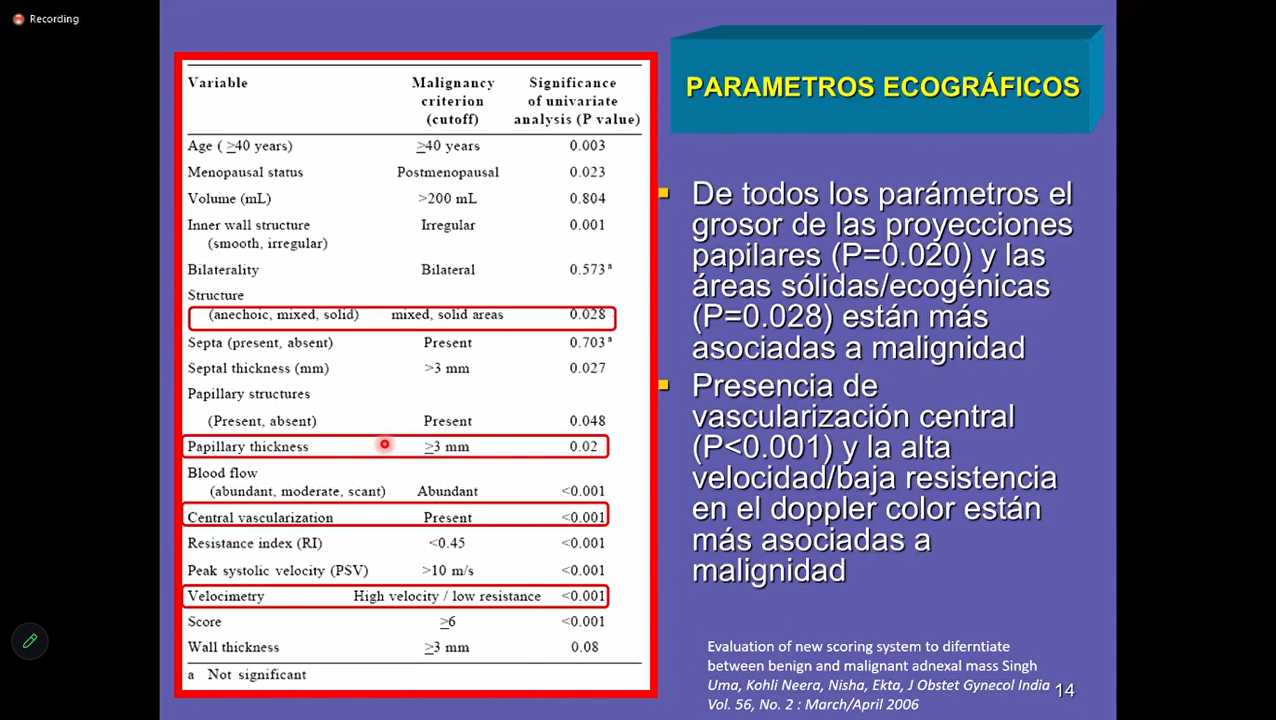 Recording
Variable Malignancy Significance
criterion of univariate
(cutoff) analysis (P value)
Age ( ≥40 years) ≥40 years 0.003
Menopausal status Postmenopausal 0.023
Volume (mL) >200 mL 0.804
Inner wall structure Irregular 0.001
(smooth, irregular)
Bilaterality Bilateral 0.573 a
Structure
(anechoic, mixed, solid) mixed, solid areas 0.028
Septa (present, absent) Present 0.703 a
Septal thickness (mm) >3 mm 0.027
Papillary structures
(Present, absent) Present 0.048
Papillary thickness ≥3 mm 0.02
Blood flow
(abundant, moderate, scant) Abundant <0.001
Central vascularization Present <0.001
Resistance index (RI) <0.45 <0.001
Peak systolic velocity (PSV) >10 m/s <0.001
Velocimetry High velocity / low resistance <0.001
Score ≥6 <0.001
Wall thickness ≥3 mm 0.08
a Not significant
PARAMETROS ECOGRÁFICOS
De todos los parámetros el
grosor de las proyecciones
papilares (P=0.020) y las
áreas sólidas/ecogénicas
(P=0.028) están más
asociadas a malignidad
Presencia de
vascularización central
(P<0.001) y la alta
velocidad/baja resistencia
en el doppler color están
más asociadas a
malignidad
Evaluation of new scoring system to diferntiate
between benign and malignant adnexal mass Singh
Uma, Kohli Neera, Nisha, Ekta, J Obstet Gynecol India
Vol. 56, No. 2 : March/April 2006
14